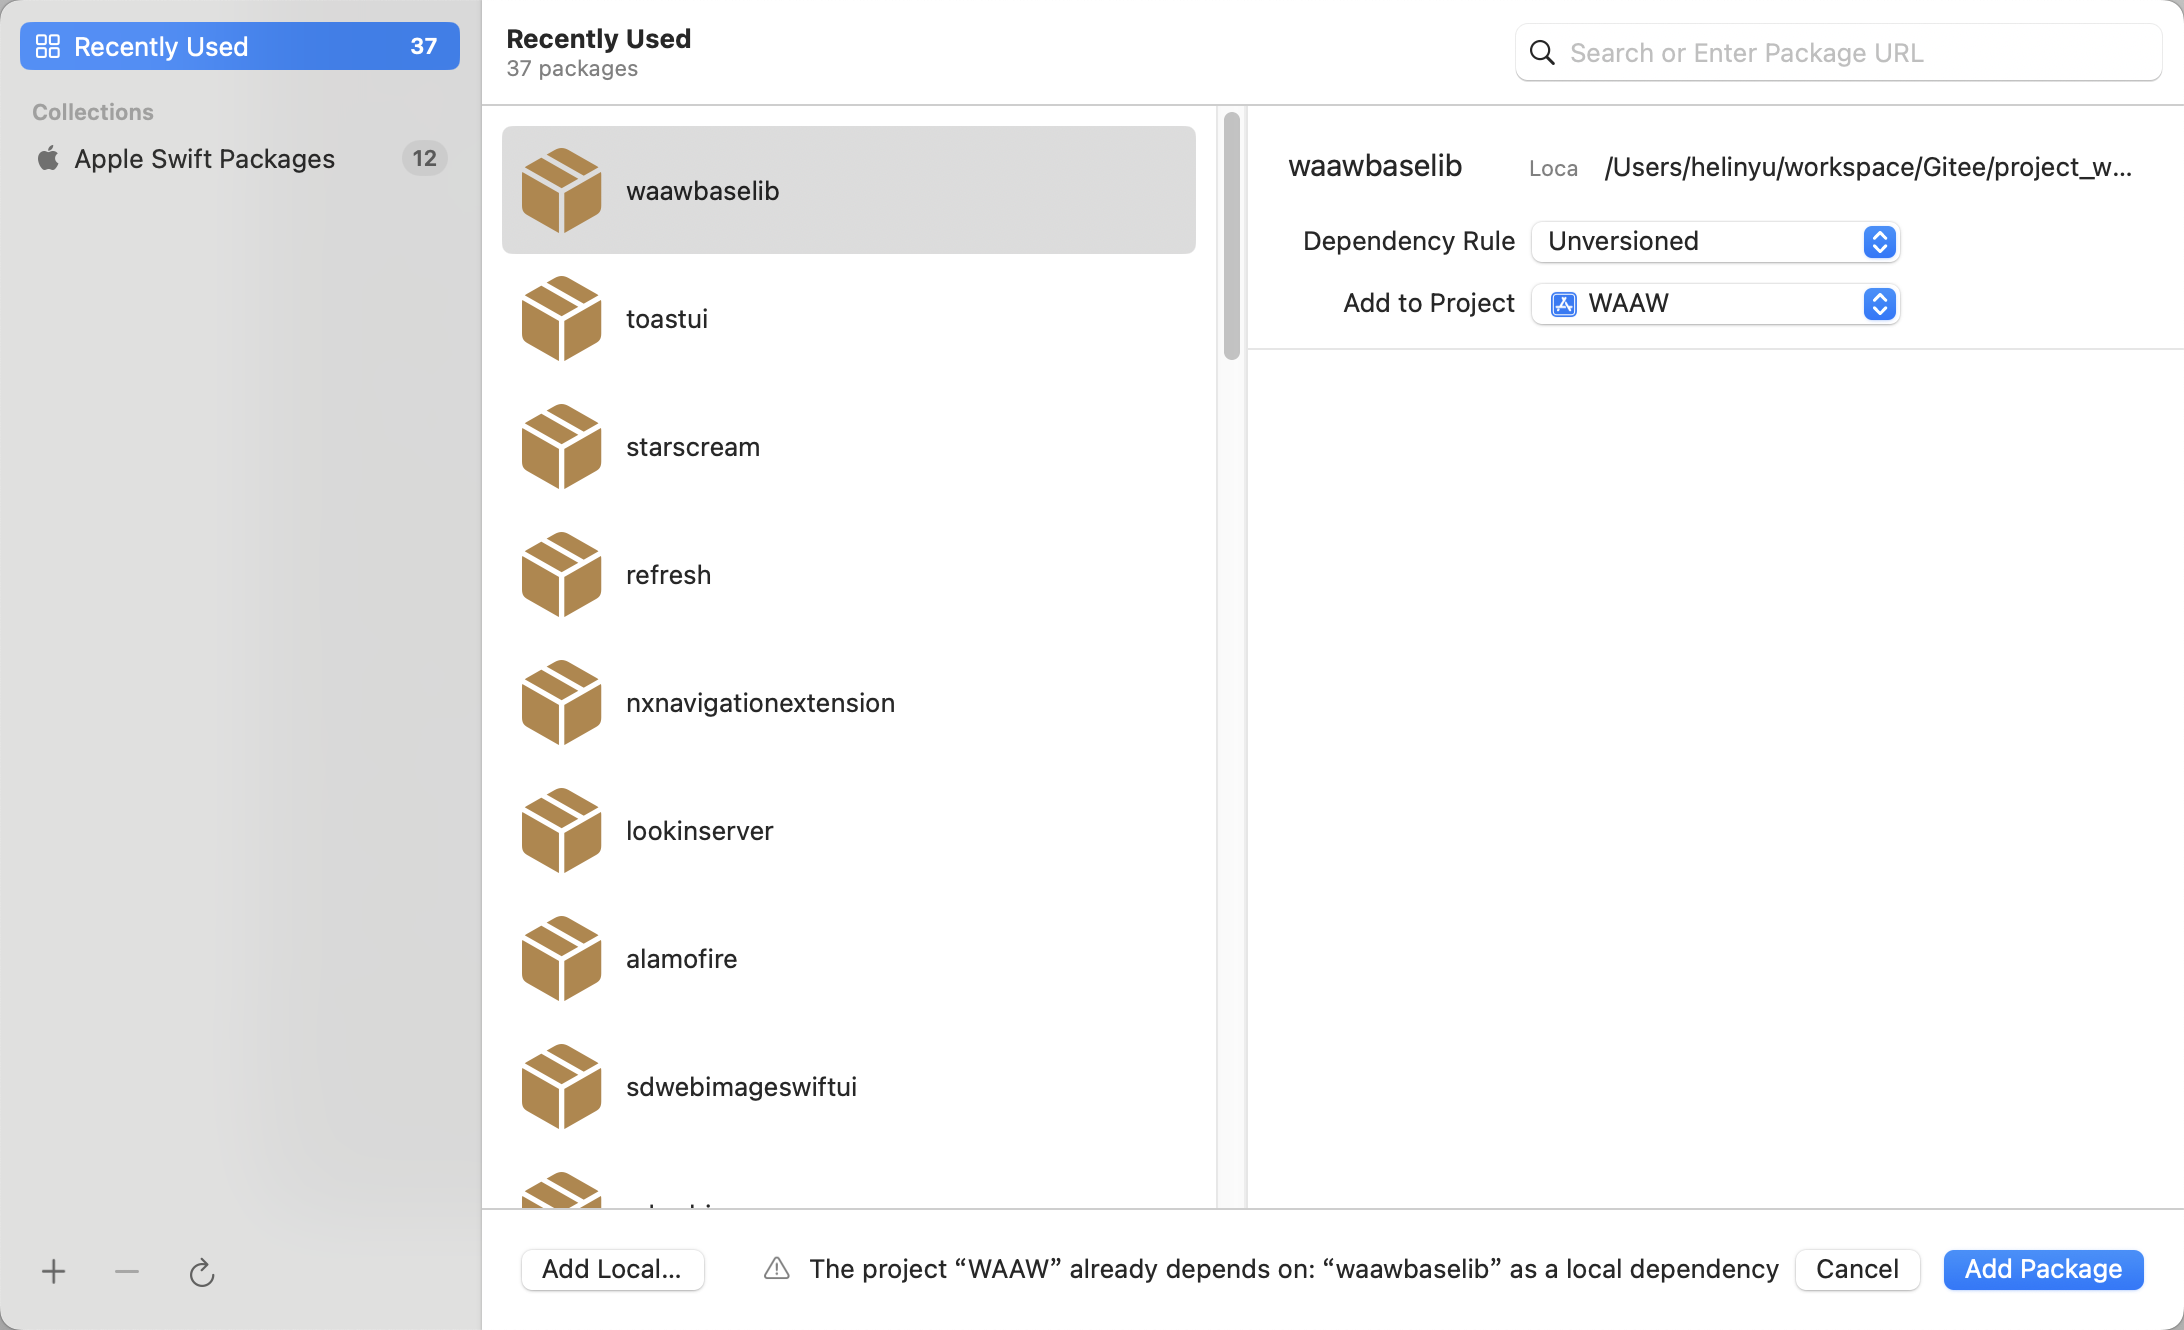 Recently Used 37
Collections
Apple Swift Packages 12
Recently Used
37 packages
Search or Enter Package URL
waawbaselib
toastui
starscream
refresh
nxnavigationextension
lookinserver
alamofire
sdwebimageswiftui
waawbaselib Loca /Users/helinyu/workspace/Gitee/project_w...
Dependency Rule Unversioned
Add to Project WAAW
Add Local...
The project “WAAW” already depends on: “waawbaselib” as a local dependency
Cancel
Add Package